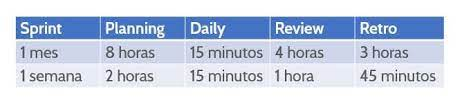 Sprint Planning Daily Review Retro
1 mes 8 horas 15 minutos 4 horas 3 horas
1 semana 2 horas 15 minutos 1 hora 45 minutos